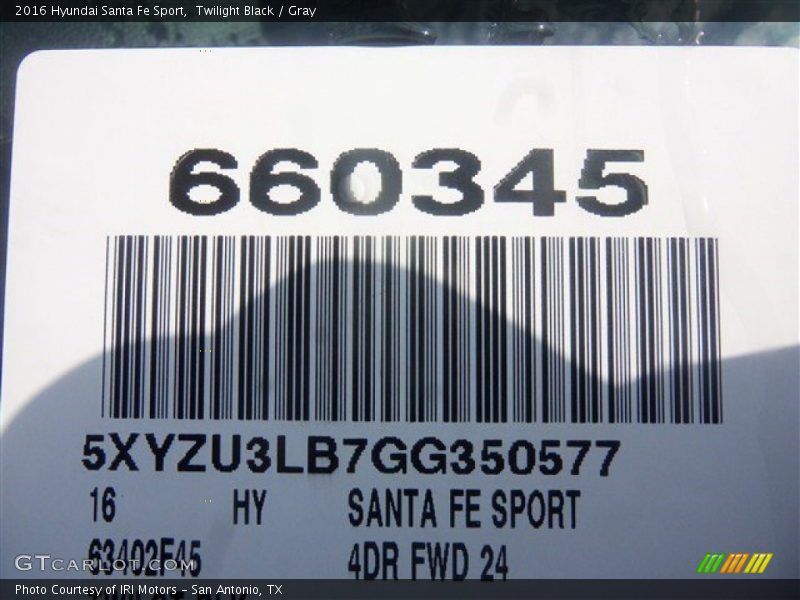 2016 Hyundai Santa Fe Sport,  Twilight Black / Gray
660345
5XYZU3LB7GG350577
16 HY SANTA FE SPORT
63402F45 4DR FWD 24
GTcarlot.com
Photo Courtesy of IRI Motors - San Antonio, TX